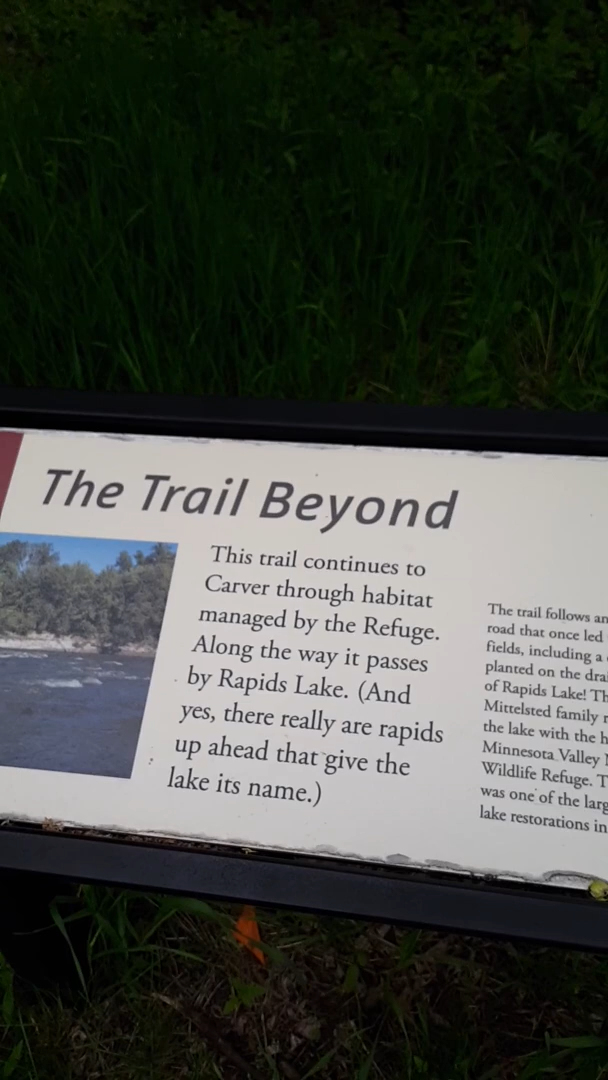 The Trail Beyond
This trail continues to
Carver through habitat
managed by the Refuge.
Along the way it passes
by Rapids Lake. (And
yes, there really are rapids
up ahead that give the
lake its name.)
The trail follows an
road that once led
fields, including a
planted on the
of Rapids Lake!
Mittelsted family
the lake with the
Minnesota Valley
Wildlife Refuge.
was one of the
lake restorations in